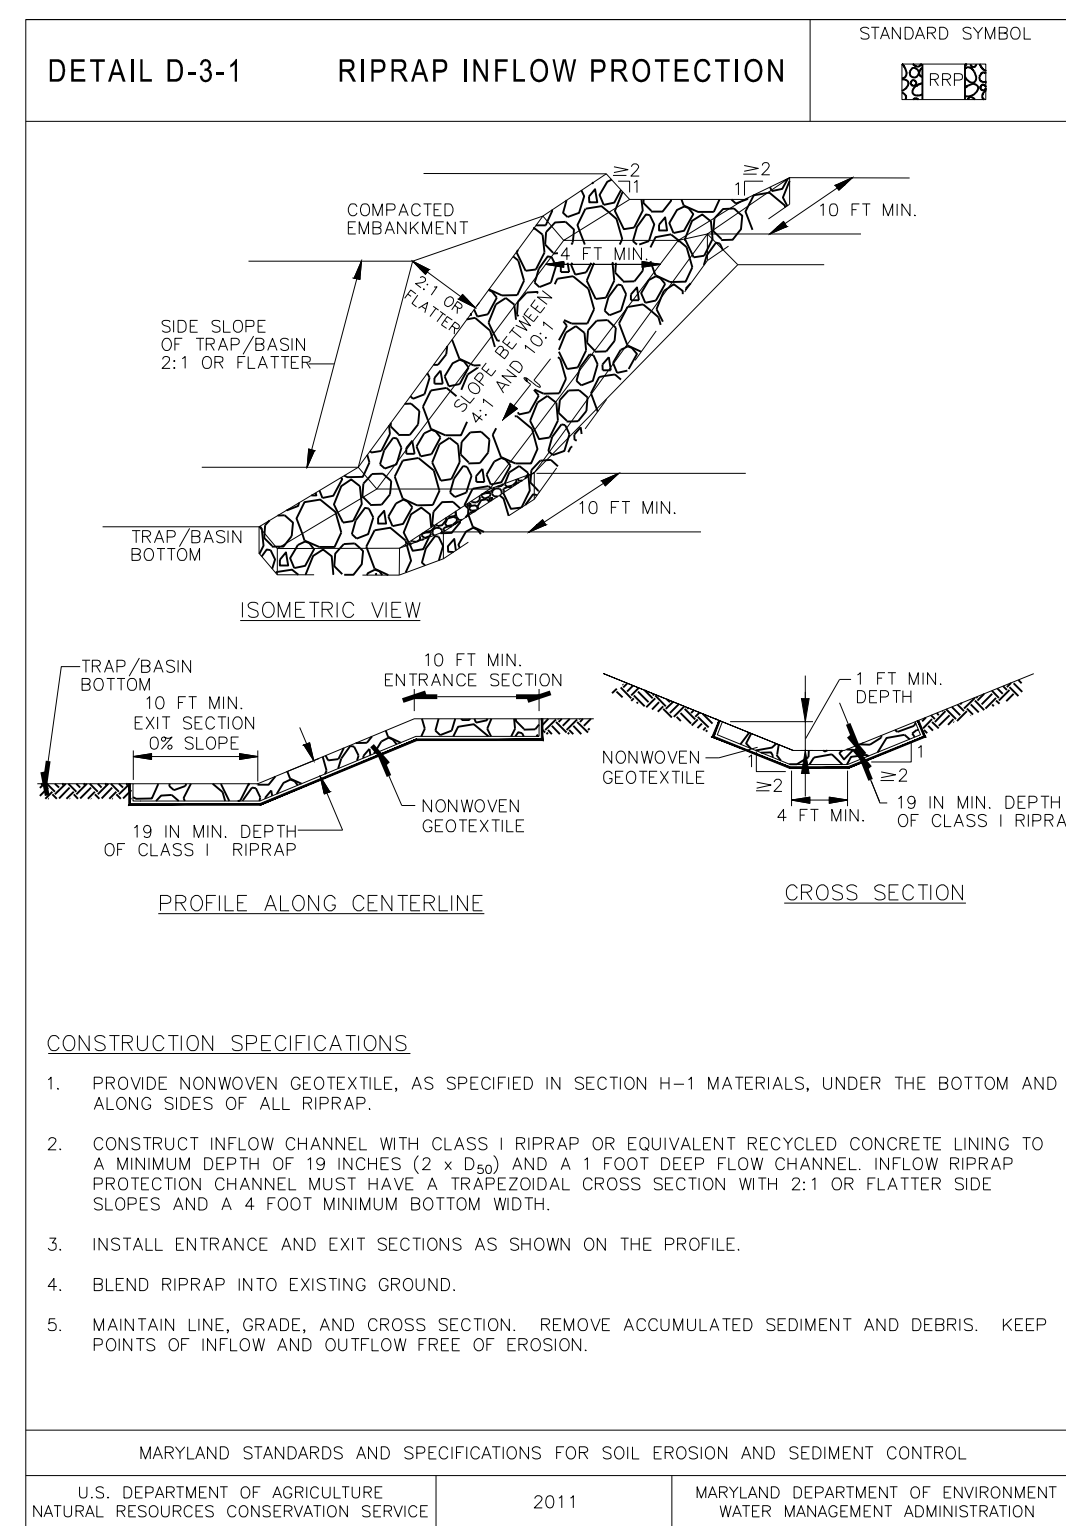 DETAIL D-3-1 RIPRAP INFLOW PROTECTION
STANDARD SYMBOL
RRP
≥2
1
≥2
1
10 FT MIN.
COMPACTED
EMBANKMENT
4 FT MIN.
2:1 OR
FLATTER
SIDE SLOPE
OF TRAP/BASIN
2:1 OR FLATTER
SLOPE BETWEEN
4:1 AND 10:1
10 FT MIN.
TRAP/BASIN
BOTTOM
ISOMETRIC VIEW
TRAP/BASIN
BOTTOM
10 FT MIN.
EXIT SECTION
0% SLOPE
10 FT MIN.
ENTRANCE SECTION
NONWOVEN
GEOTEXTILE
19 IN MIN. DEPTH
OF CLASS I RIPRAP
PROFILE ALONG CENTERLINE
1 FT MIN.
DEPTH
NONWOVEN
GEOTEXTILE
1
≥2
1
≥2
4 FT MIN.
19 IN MIN. DEPTH
OF CLASS I RIPRA
CROSS SECTION
CONSTRUCTION SPECIFICATIONS
1. PROVIDE NONWOVEN GEOTEXTILE, AS SPECIFIED IN SECTION H-1 MATERIALS, UNDER THE BOTTOM AND
ALONG SIDES OF ALL RIPRAP.
2. CONSTRUCT INFLOW CHANNEL WITH CLASS I RIPRAP OR EQUIVALENT RECYCLED CONCRETE LINING TO
A MINIMUM DEPTH OF 19 INCHES (2 x D50) AND A 1 FOOT DEEP FLOW CHANNEL. INFLOW RIPRAP
PROTECTION CHANNEL MUST HAVE A TRAPEZOIDAL CROSS SECTION WITH 2:1 OR FLATTER SIDE
SLOPES AND A 4 FOOT MINIMUM BOTTOM WIDTH.
3. INSTALL ENTRANCE AND EXIT SECTIONS AS SHOWN ON THE PROFILE.
4. BLEND RIPRAP INTO EXISTING GROUND.
5. MAINTAIN LINE, GRADE, AND CROSS SECTION. REMOVE ACCUMULATED SEDIMENT AND DEBRIS. KEEP
POINTS OF INFLOW AND OUTFLOW FREE OF EROSION.
MARYLAND STANDARDS AND SPECIFICATIONS FOR SOIL EROSION AND SEDIMENT CONTROL
U.S. DEPARTMENT OF AGRICULTURE
NATURAL RESOURCES CONSERVATION SERVICE
2011
MARYLAND DEPARTMENT OF ENVIRONMENT
WATER MANAGEMENT ADMINISTRATION